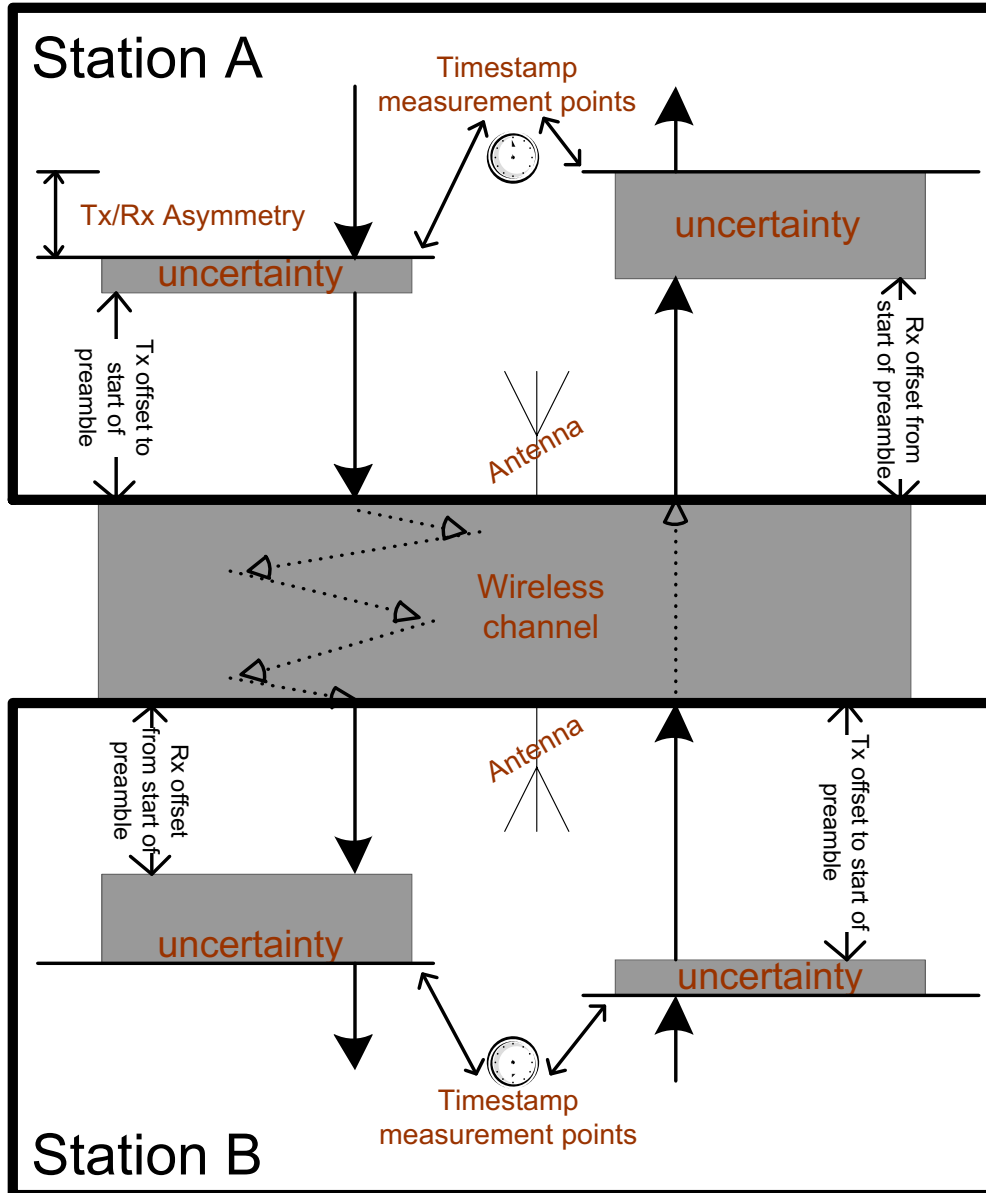 Station A
Timestamp
measurement points
Tx/Rx Asymmetry
uncertainty
uncertainty
Tx offset to
start of
preamble
Rx offset from
start of preamble
Antenna
Wireless
channel
Rx offset
from start of
preamble
Antenna
Tx offset to start of
preamble
uncertainty
uncertainty
Timestamp
measurement points
Station B